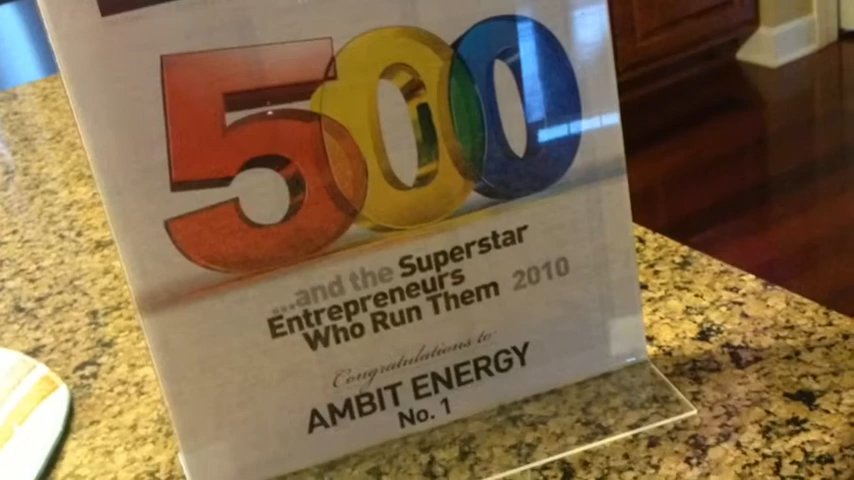 500
...and the Superstar
Entrepreneurs
Who Run Them 2010
Congratulations to
AMBIT ENERGY
No. 1